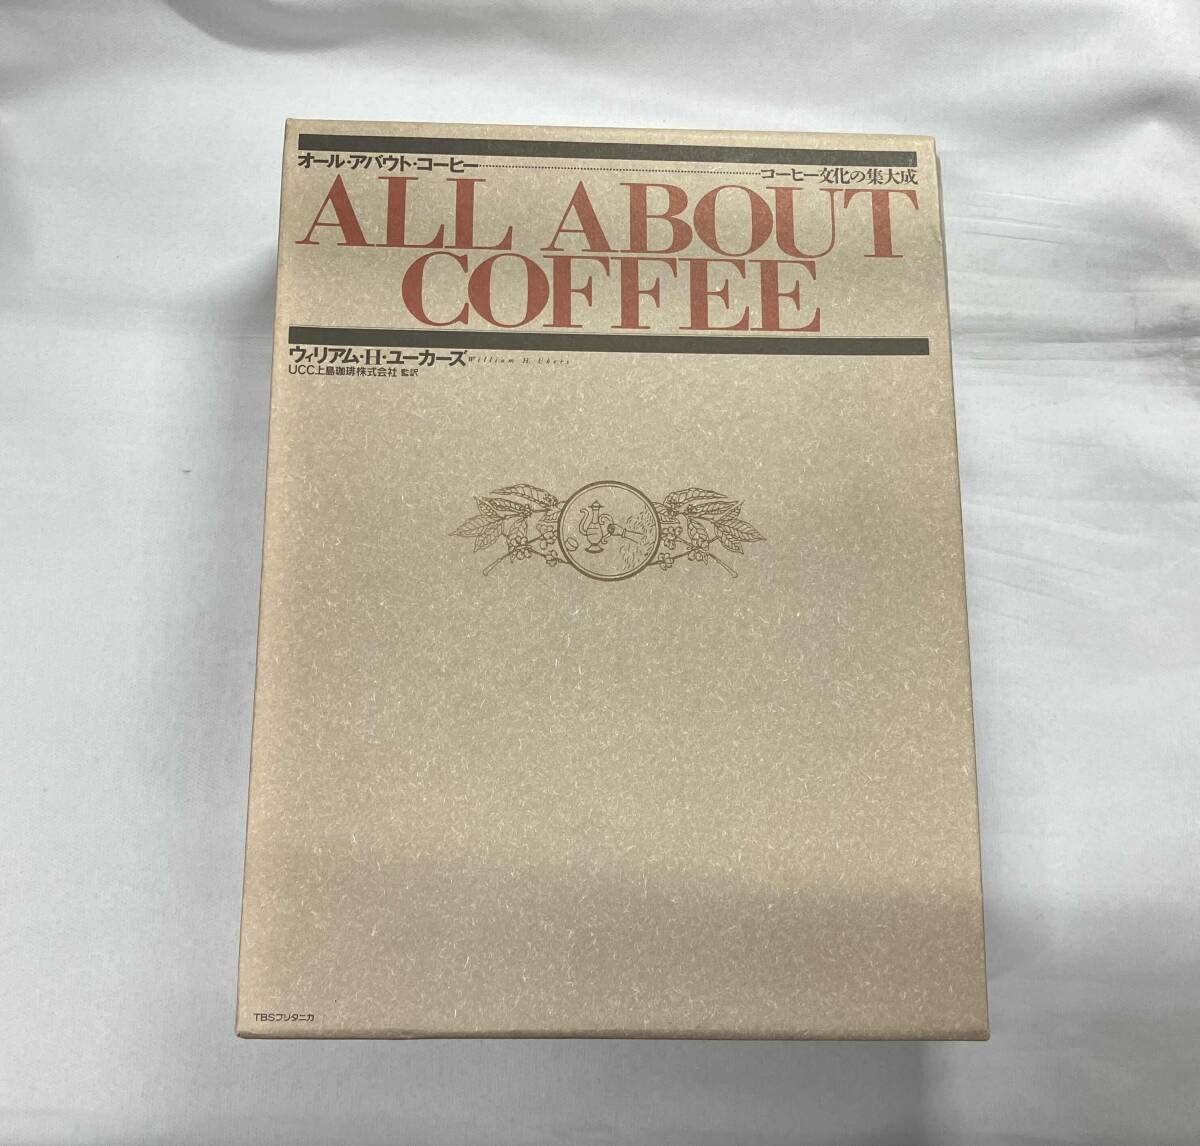 オール・アバウト・コーヒー
コーヒー文化の集大成
ALL ABOUT
COFFEE
ウィリアム・H・ユーカーズ William H. Ukers
UCC上島珈琲株式会社 監訳
TBSブリタニカ